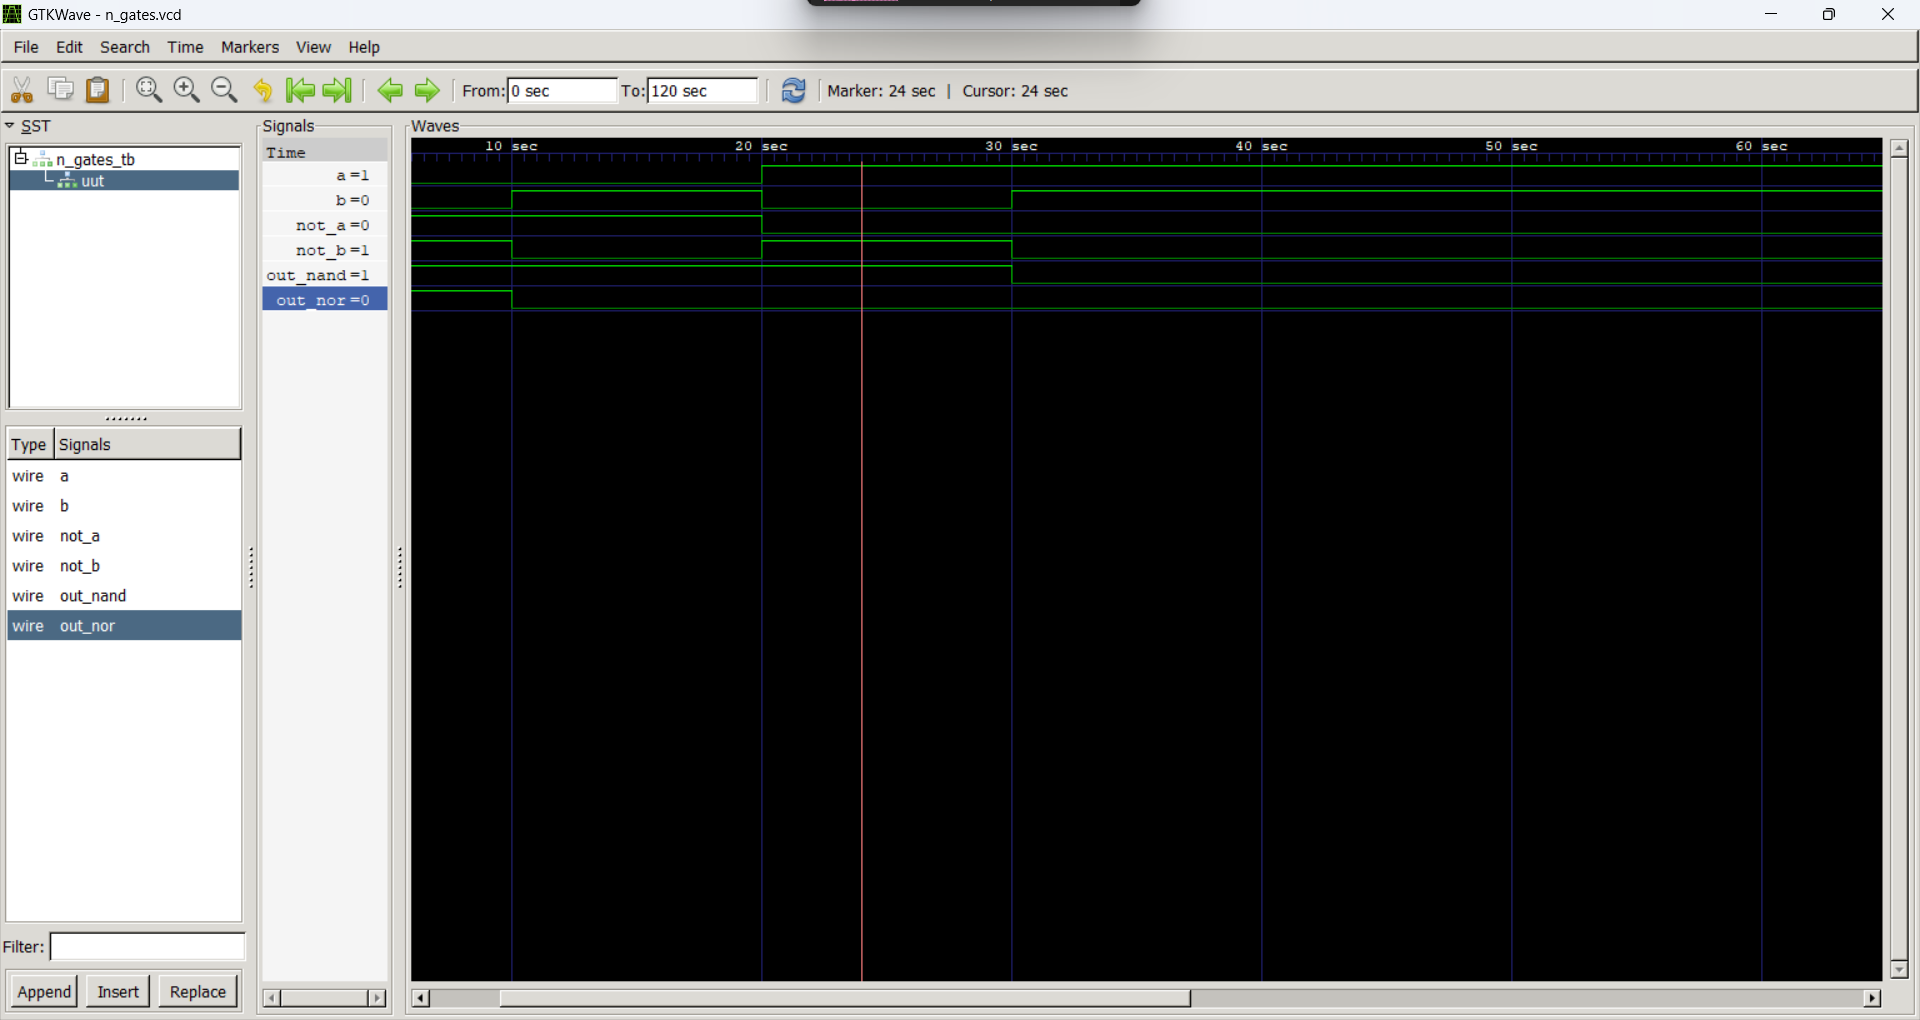 GTKWave - n_gates.vcd
File Edit Search Time Markers View Help
From: 0 sec To: 120 sec Marker: 24 sec | Cursor: 24 sec
SST
n_gates_tb
uut
Type Signals
wire a
wire b
wire not_a
wire not_b
wire out_nand
wire out_nor
Filter:
Append Insert Replace
Signals
Time
a=1
b=0
not_a=0
not_b=1
out_nand=1
out_nor=0
Waves
10 sec 20 sec 30 sec 40 sec 50 sec 60 sec